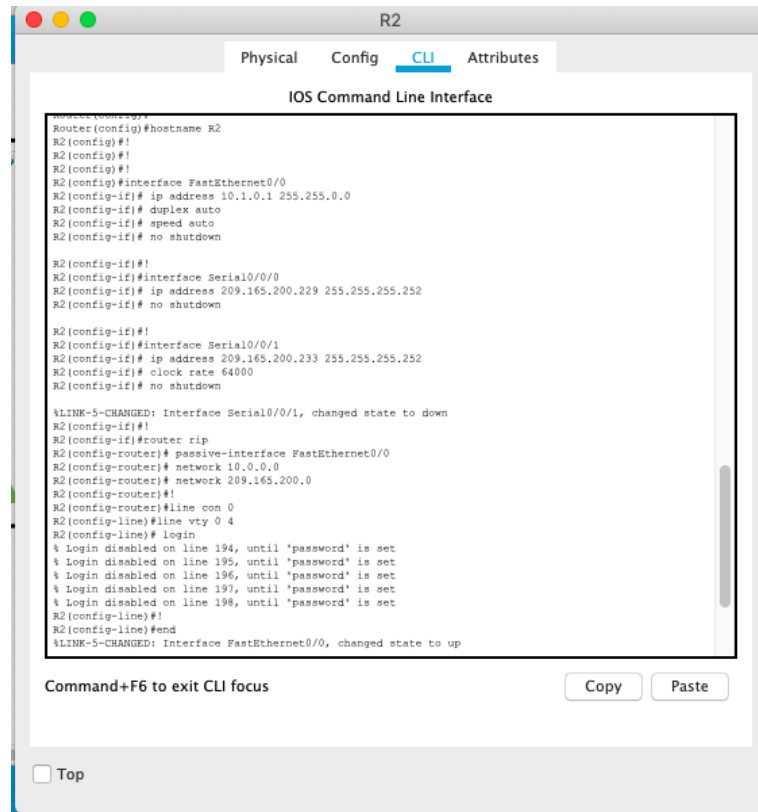 R2
Physical Config CLI Attributes
IOS Command Line Interface
Router(config)#
Router(config)#hostname R2
R2(config)#!
R2(config)#!
R2(config)#!
R2(config)#interface FastEthernet0/0
R2(config-if)# ip address 10.1.0.1 255.255.0.0
R2(config-if)# duplex auto
R2(config-if)# speed auto
R2(config-if)# no shutdown
R2(config-if)#!
R2(config-if)#interface Serial0/0/0
R2(config-if)# ip address 209.165.200.229 255.255.255.252
R2(config-if)# no shutdown
R2(config-if)#!
R2(config-if)#interface Serial0/0/1
R2(config-if)# ip address 209.165.200.233 255.255.255.252
R2(config-if)# clock rate 64000
R2(config-if)# no shutdown
%LINK-5-CHANGED: Interface Serial0/0/1, changed state to down
R2(config-if)#!
R2(config-if)#router rip
R2(config-router)# passive-interface FastEthernet0/0
R2(config-router)# network 10.0.0.0
R2(config-router)# network 209.165.200.0
R2(config-router)#!
R2(config-router)#line con 0
R2(config-line)#line vty 0 4
R2(config-line)# login
% Login disabled on line 194, until 'password' is set
% Login disabled on line 195, until 'password' is set
% Login disabled on line 196, until 'password' is set
% Login disabled on line 197, until 'password' is set
% Login disabled on line 198, until 'password' is set
R2(config-line)#!
R2(config-line)#end
%LINK-5-CHANGED: Interface FastEthernet0/0, changed state to up
Command+F6 to exit CLI focus
Copy Paste
Top